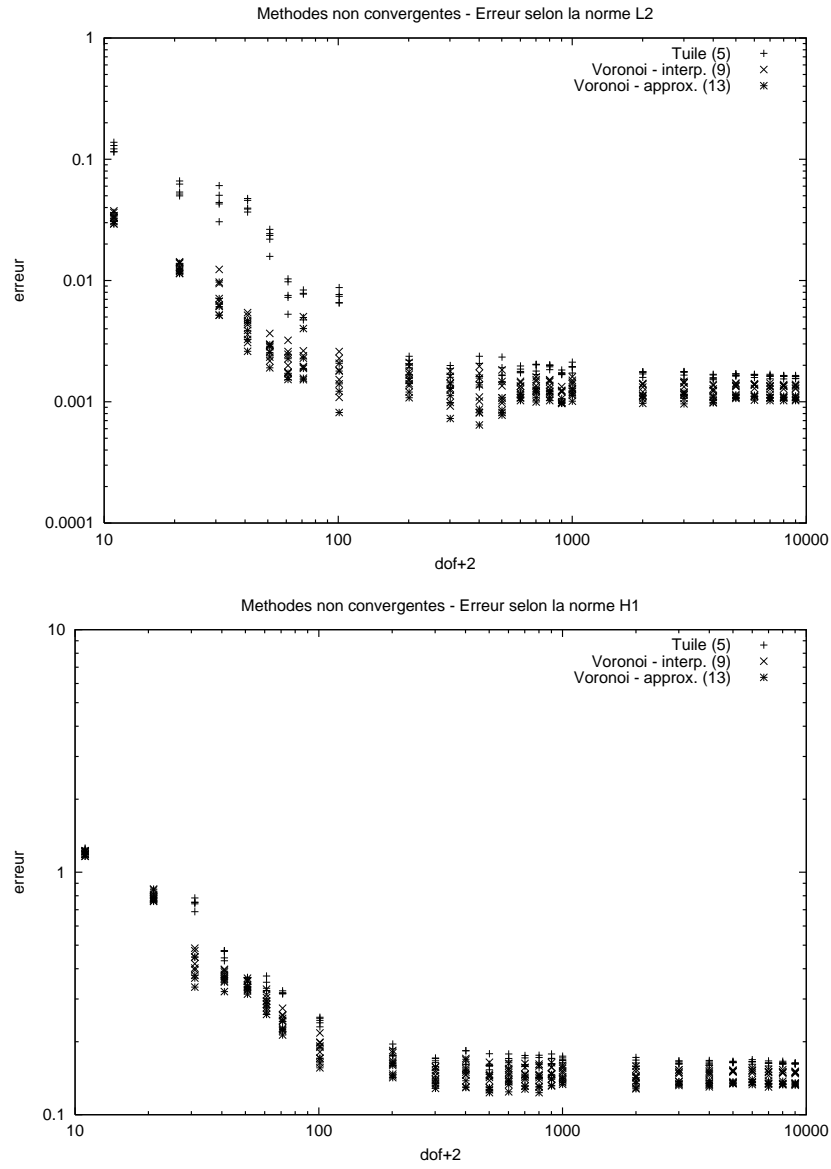 Methodes non convergentes - Erreur selon la norme L2
1
Tuile (5)
Voronoi - interp. (9)
Voronoi - approx. (13)
0.1
erreur
0.01
0.001
0.0001
10 100 1000 10000
dof+2
Methodes non convergentes - Erreur selon la norme H1
10
Tuile (5)
Voronoi - interp. (9)
Voronoi - approx. (13)
erreur
1
0.1
10 100 1000 10000
dof+2